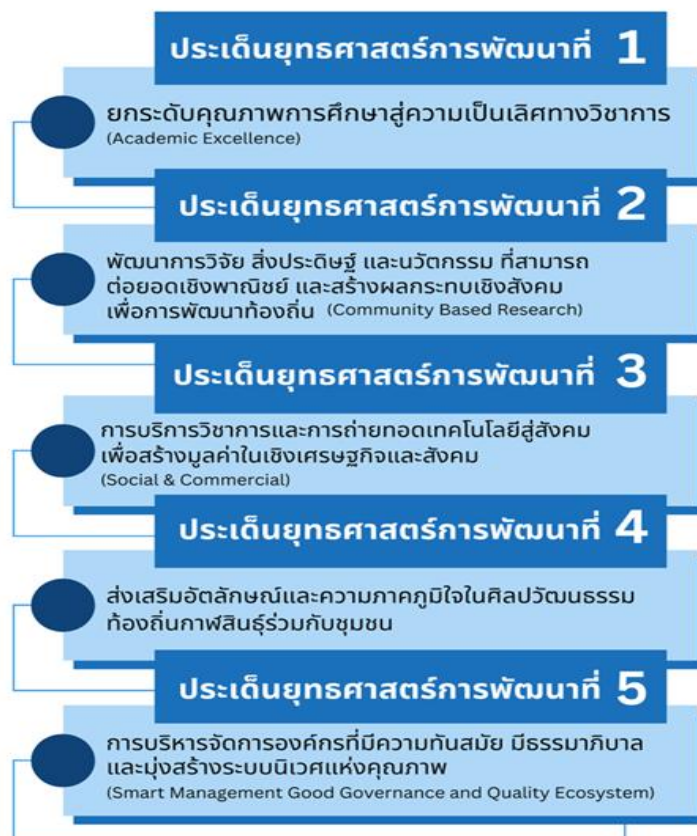 ประเด็นยุทธศาสตร์การพัฒนาที่ 1
ยกระดับคุณภาพการศึกษาสู่ความเป็นเลิศทางวิชาการ
(Academic Excellence)
ประเด็นยุทธศาสตร์การพัฒนาที่ 2
พัฒนาการวิจัย สิ่งประดิษฐ์ และนวัตกรรม ที่สามารถ
ต่อยอดเชิงพาณิชย์ และสร้างผลกระทบเชิงสังคม
เพื่อการพัฒนาท้องถิ่น (Community Based Research)
ประเด็นยุทธศาสตร์การพัฒนาที่ 3
การบริการวิชาการและการถ่ายทอดเทคโนโลยีสู่สังคม
เพื่อสร้างมูลค่าในเชิงเศรษฐกิจและสังคม
(Social & Commercial)
ประเด็นยุทธศาสตร์การพัฒนาที่ 4
ส่งเสริมอัตลักษณ์และความภาคภูมิใจในศิลปวัฒนธรรม
ท้องถิ่นกาฬสินธุ์ร่วมกับชุมชน
ประเด็นยุทธศาสตร์การพัฒนาที่ 5
การบริหารจัดการองค์กรที่มีความทันสมัย มีธรรมาภิบาล
และมุ่งสร้างระบบนิเวศแห่งคุณภาพ
(Smart Management Good Governance and Quality Ecosystem)